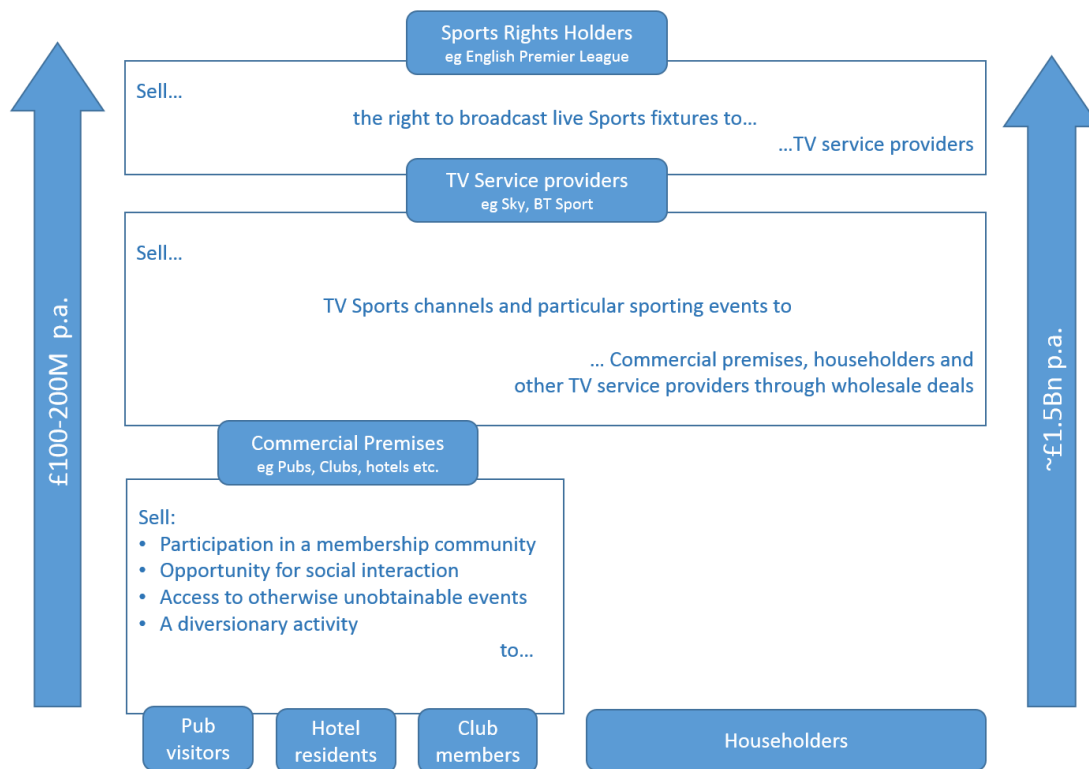 Sports Rights Holders
eg English Premier League
Sell...
the right to broadcast live Sports fixtures to...
...TV service providers
TV Service providers
eg Sky, BT Sport
Sell...
TV Sports channels and particular sporting events to
... Commercial premises, householders and
other TV service providers through wholesale deals
£100-200M p.a.
~£1.5Bn p.a.
Commercial Premises
eg Pubs, Clubs, hotels etc.
Sell:
• Participation in a membership community
• Opportunity for social interaction
• Access to otherwise unobtainable events
• A diversionary activity
to...
Pub
visitors
Hotel
residents
Club
members
Householders